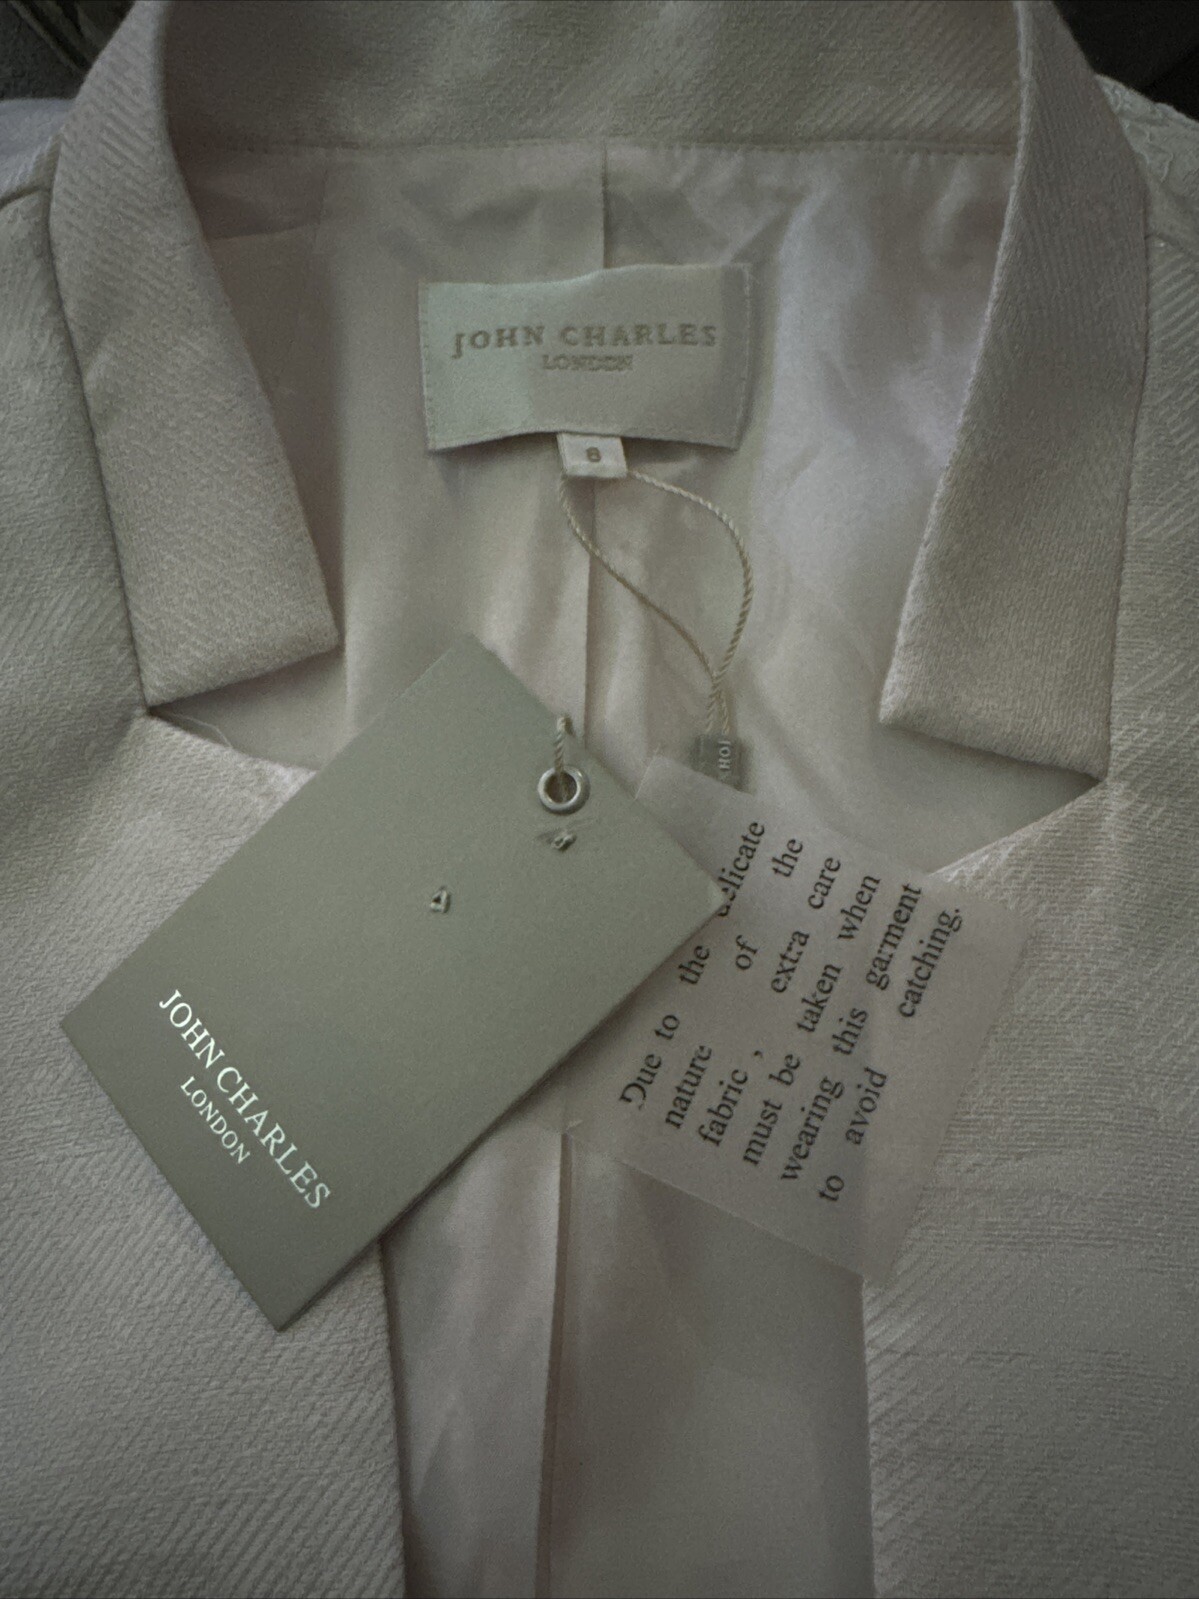 JOHN CHARLES
LONDON
8
JOHN CHARLES
LONDON
Due to the delicate
nature of the
fabric , extra care
must be taken when
wearing this garment
to avoid catching.